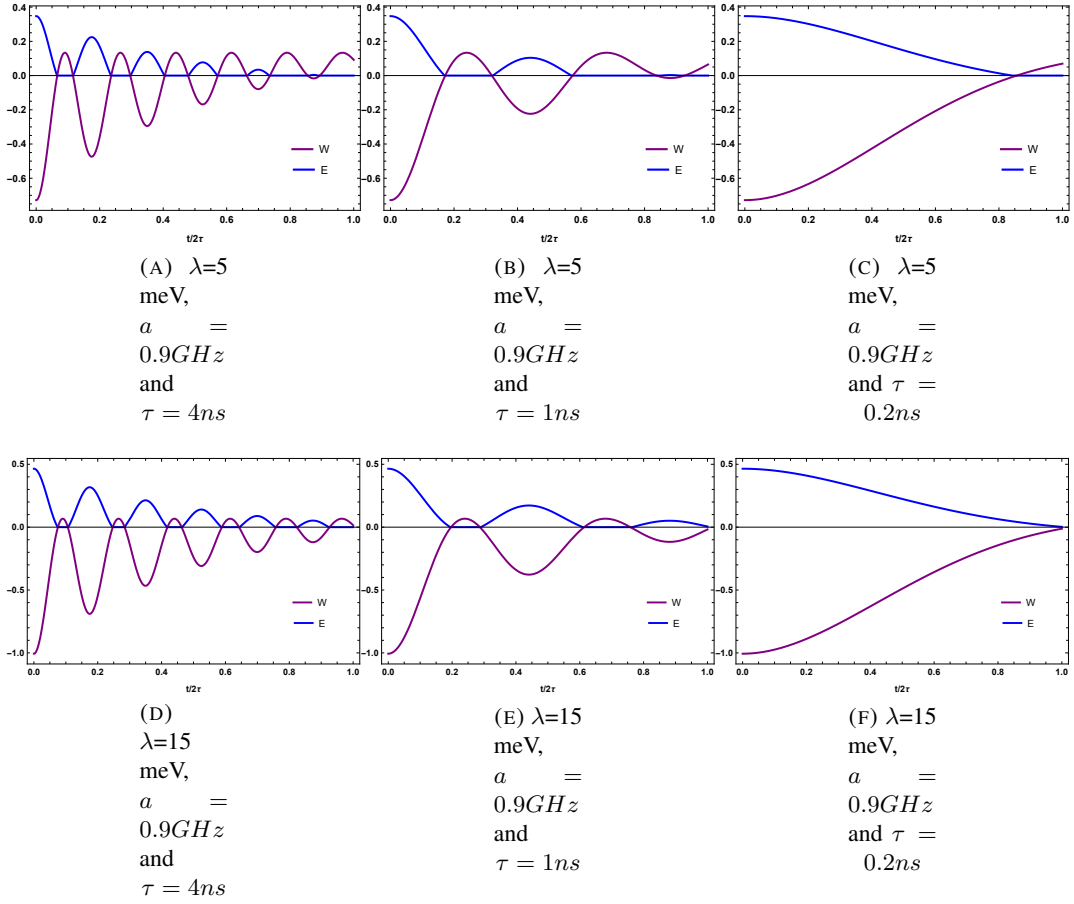 0.4
0.2
0.0
-0.2
-0.4
-0.6
0.0 0.2 0.4 0.6 0.8 1.0
t/2τ
W
E
(A) λ=5
meV,
a =
0.9GHz
and
τ = 4ns
0.4
0.2
0.0
-0.2
-0.4
-0.6
0.0 0.2 0.4 0.6 0.8 1.0
t/2τ
W
E
(B) λ=5
meV,
a =
0.9GHz
and
τ = 1ns
0.4
0.2
0.0
-0.2
-0.4
-0.6
0.0 0.2 0.4 0.6 0.8 1.0
t/2τ
W
E
(C) λ=5
meV,
a =
0.9GHz
and τ =
0.2ns
0.5
0.0
-0.5
-1.0
0.0 0.2 0.4 0.6 0.8 1.0
t/2τ
W
E
(D)
λ=15
meV,
a =
0.9GHz
and
τ = 4ns
0.5
0.0
-0.5
-1.0
0.0 0.2 0.4 0.6 0.8 1.0
t/2τ
W
E
(E) λ=15
meV,
a =
0.9GHz
and
τ = 1ns
0.5
0.0
-0.5
-1.0
0.0 0.2 0.4 0.6 0.8 1.0
t/2τ
W
E
(F) λ=15
meV,
a =
0.9GHz
and τ =
0.2ns